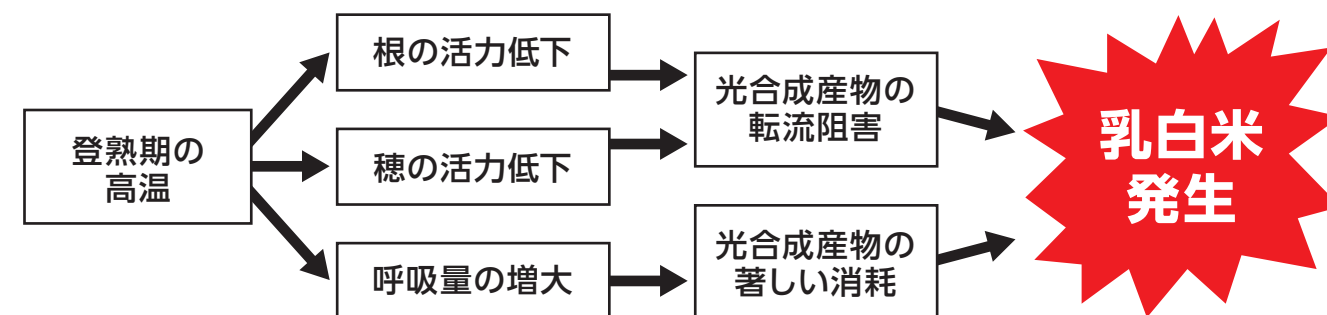 登熟期の
高温
根の活力低下
穂の活力低下
呼吸量の増大
光合成産物の
転流阻害
光合成産物の
著しい消耗
乳白米
発生